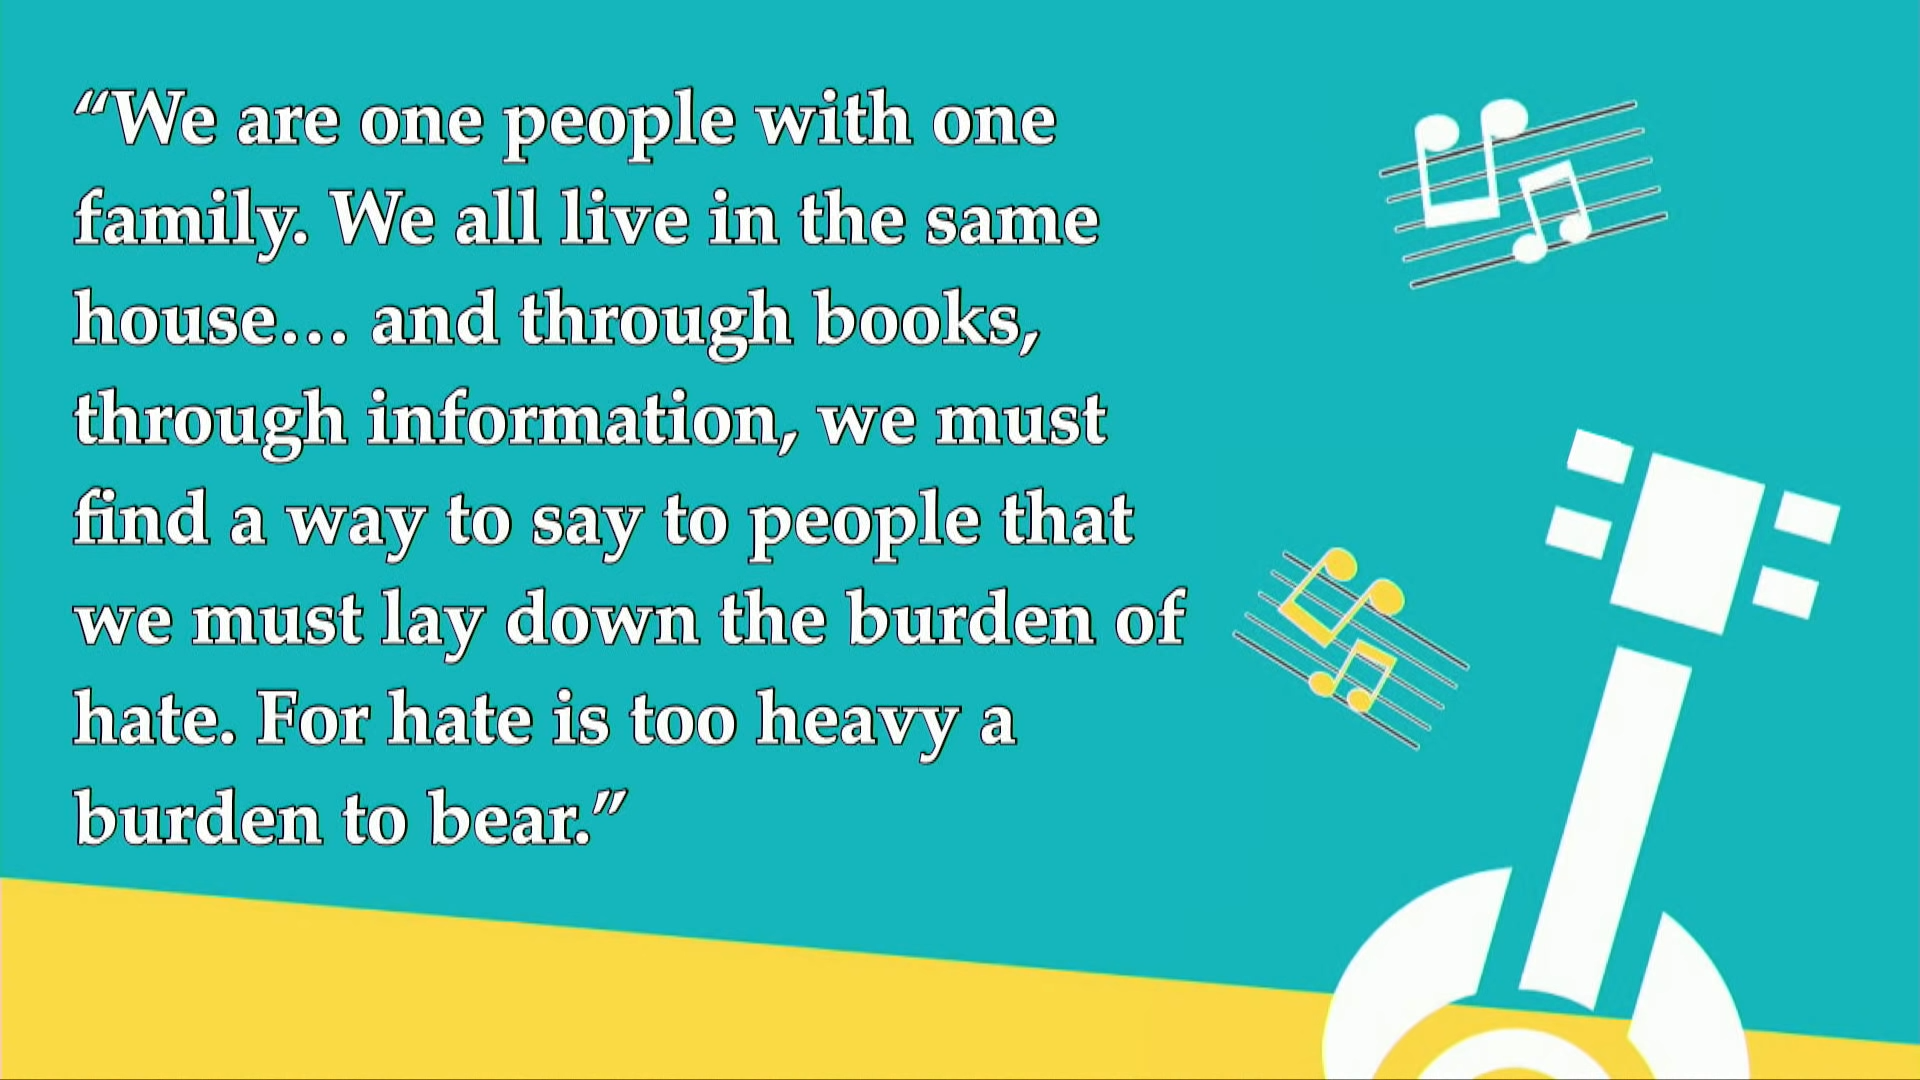 “We are one people with one
family. We all live in the same
house… and through books,
through information, we must
find a way to say to people that
we must lay down the burden of
hate. For hate is too heavy a
burden to bear.”